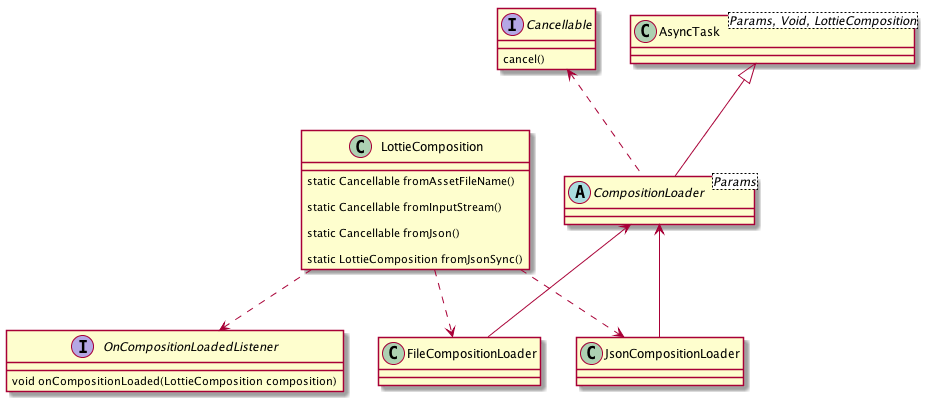 I Cancellable
cancel()
C AsyncTask
Params, Void, LottieComposition
C LottieComposition
static Cancellable fromAssetFileName()
static Cancellable fromInputStream()
static Cancellable fromJson()
static LottieComposition fromJsonSync()
A CompositionLoader
Params
I OnCompositionLoadedListener
void onCompositionLoaded(LottieComposition composition)
C FileCompositionLoader
C JsonCompositionLoader